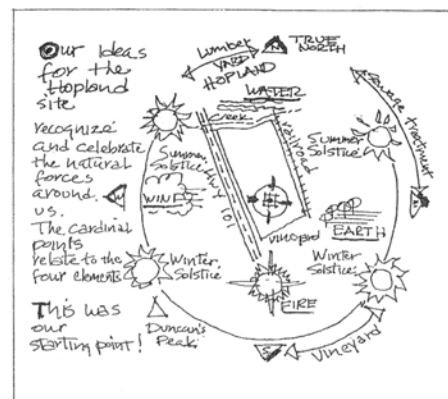 Our Ideas
for the
Hopland
site
recognize
and celebrate
the natural
forces
around
us.
The cardinal
points
relate to the
four elements
This was
our
starting point!
Lumber
YARD
HOPLAND
N
TRUE
NORTH
WATER
Creek
railroad
Sewage treatment
Summer
Solstice
Summer
Solstice
Hwy 101
W
WIND
E
EARTH
vineyard
Winter
Solstice
Winter
Solstice
FIRE
Duncan's
Peak
S
Vineyard